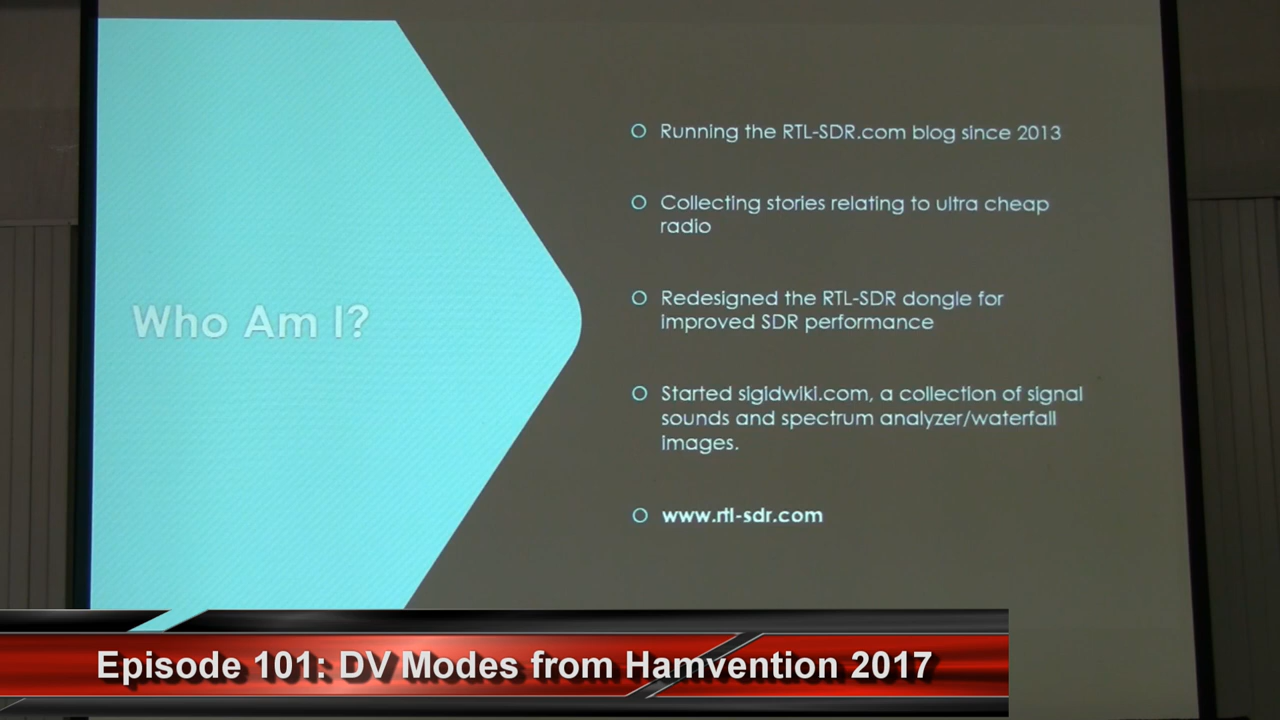 Who Am I?
Running the RTL-SDR.com blog since 2013
Collecting stories relating to ultra cheap
radio
Redesigned the RTL-SDR dongle for
improved SDR performance
Started sigidwiki.com, a collection of signal
sounds and spectrum analyzer/waterfall
images.
www.rtl-sdr.com
Episode 101: DV Modes from Hamvention 2017